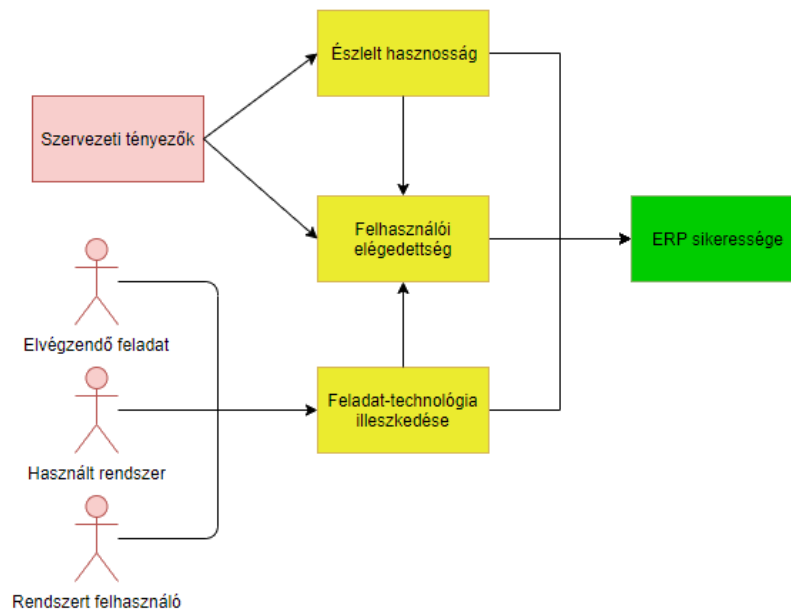 Észlelt hasznosság
Szervezeti tényezők
Felhasználói
elégedettség
ERP sikeressége
Elvégzendő feladat
Feladat-technológia
illeszkedése
Használt rendszer
Rendszert felhasználó